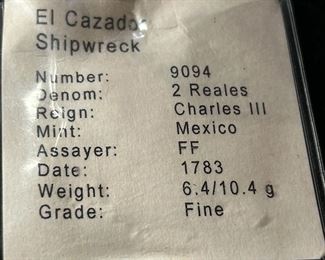 El Cazador
Shipwreck
Number: 9094
Denom: 2 Reales
Reign: Charles III
Mint: Mexico
Assayer: FF
Date: 1783
Weight: 6.4/10.4 g
Grade: Fine